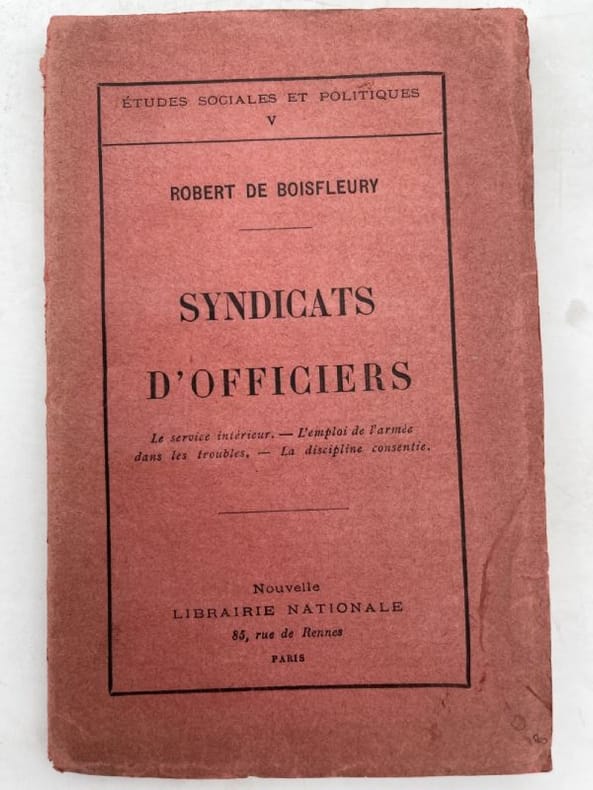 ÉTUDES SOCIALES ET POLITIQUES
V
ROBERT DE BOISFLEURY
SYNDICATS
D'OFFICIERS
Le service intérieur. — L'emploi de l'armée
dans les troubles. — La discipline consentie.
Nouvelle
LIBRAIRIE NATIONALE
85, rue de Rennes
PARIS